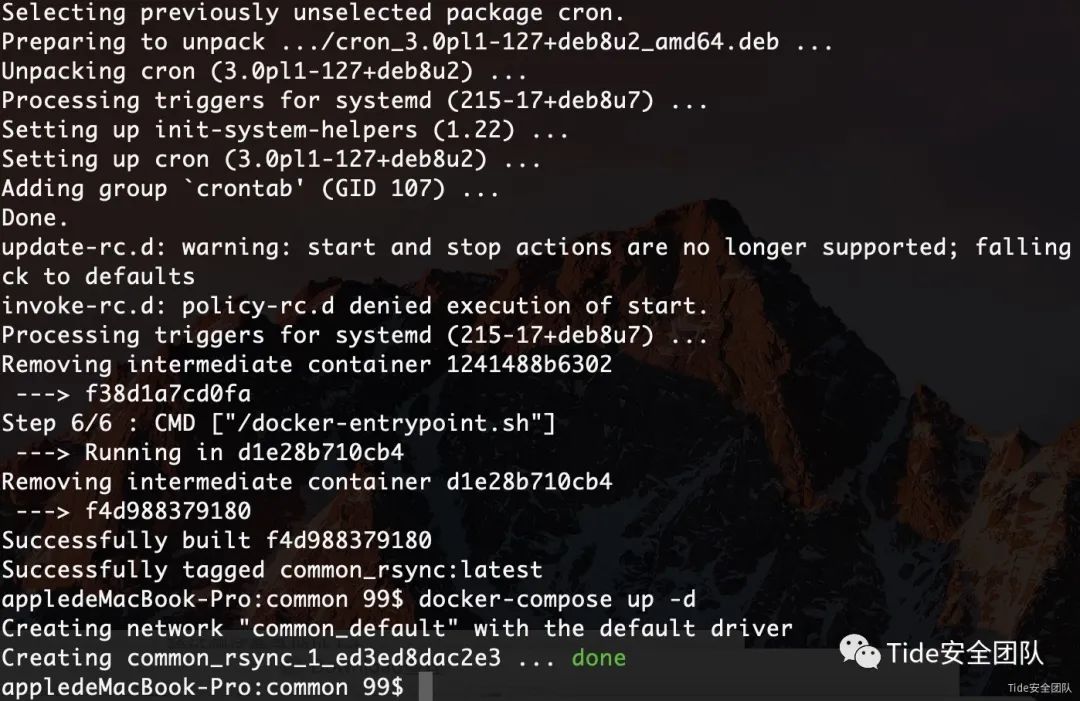 Selecting previously unselected package cron.
Preparing to unpack .../cron_3.0pl1-127+deb8u2_amd64.deb ...
Unpacking cron (3.0pl1-127+deb8u2) ...
Processing triggers for systemd (215-17+deb8u7) ...
Setting up init-system-helpers (1.22) ...
Setting up cron (3.0pl1-127+deb8u2) ...
Adding group `crontab' (GID 107) ...
Done.
update-rc.d: warning: start and stop actions are no longer supported; falling
ck to defaults
invoke-rc.d: policy-rc.d denied execution of start.
Processing triggers for systemd (215-17+deb8u7) ...
Removing intermediate container 1241488b6302
 ---> f38d1a7cd0fa
Step 6/6 : CMD ["/docker-entrypoint.sh"]
 ---> Running in d1e28b710cb4
Removing intermediate container d1e28b710cb4
 ---> f4d988379180
Successfully built f4d988379180
Successfully tagged common_rsync:latest
appledeMacBook-Pro:common 99$ docker-compose up -d
Creating network "common_default" with the default driver
Creating common_rsync_1_ed3ed8dac2e3 ... done
appledeMacBook-Pro:common 99$
Tide安全团队
Tide安全团队